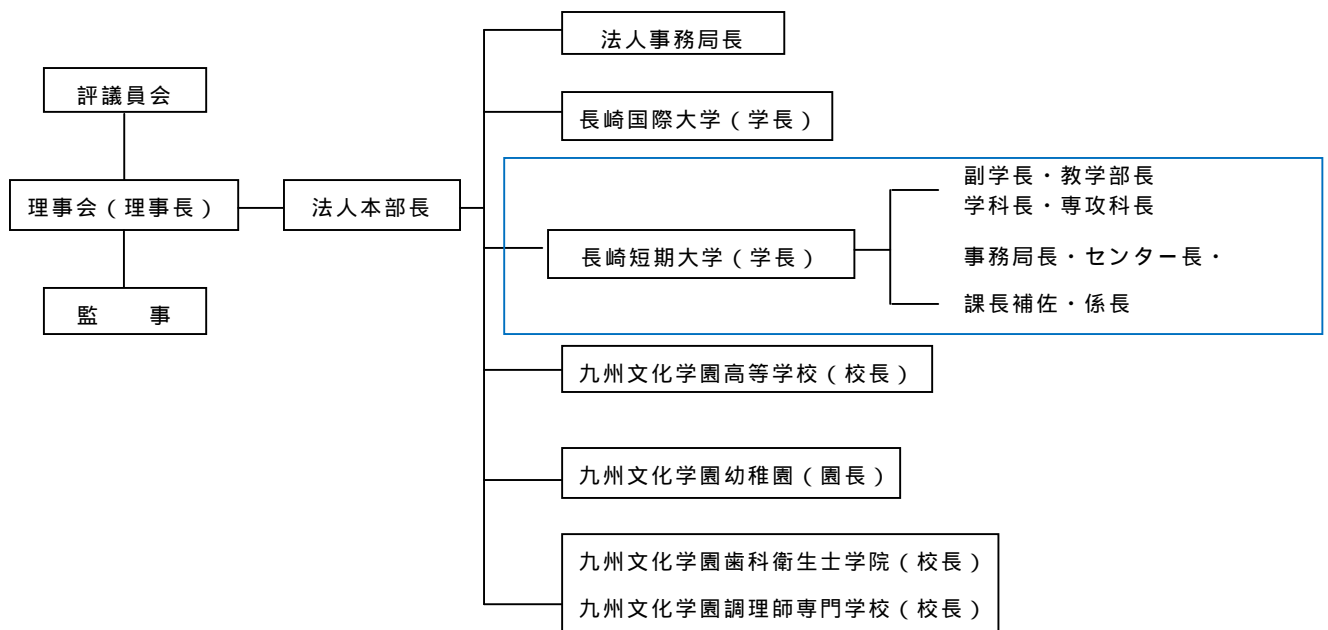 評議員会
理事会（理事長）
監　　事
法人本部長
法人事務局長
長崎国際大学（学長）
長崎短期大学（学長）
副学長・教学部長
学科長・専攻科長
事務局長・センター長・
課長補佐・係長
九州文化学園高等学校（校長）
九州文化学園幼稚園（園長）
九州文化学園歯科衛生士学院（校長）
九州文化学園調理師専門学校（校長）